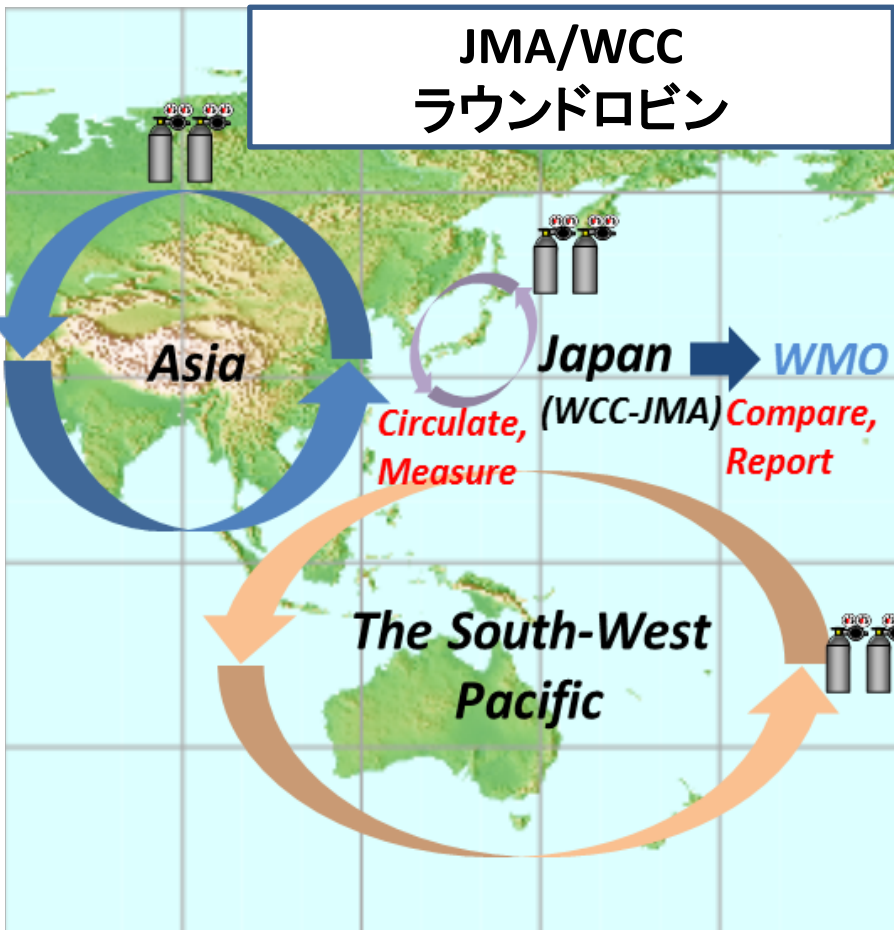 JMA/WCC
ラウンドロビン
Asia
Japan
(WCC-JMA)
WMO
Circulate,
Measure
Compare,
Report
The South-West
Pacific